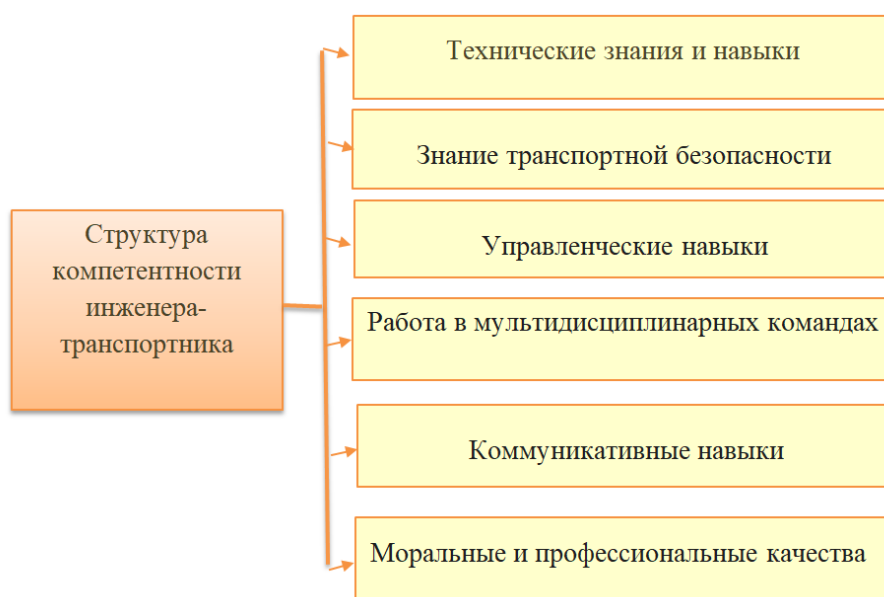 Структура
компетентности
инженера-
транспортника
Технические знания и навыки
Знание транспортной безопасности
Управленческие навыки
Работа в мультидисциплинарных командах
Коммуникативные навыки
Моральные и профессиональные качества